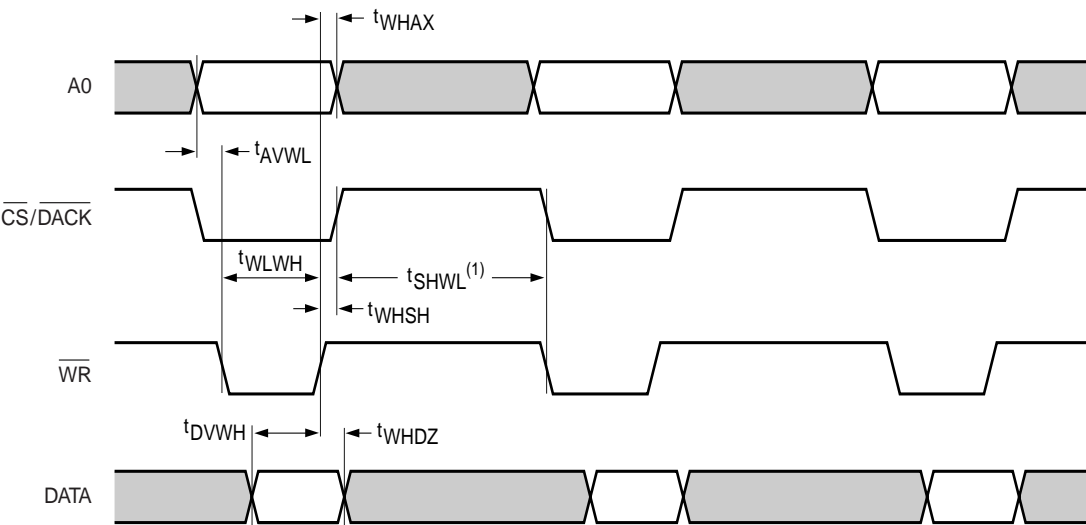 tWHAX
A0
tAVWL
CS/DACK
tWLWH
tSHWL(1)
tWHSH
WR
tDVWH
tWHDZ
DATA